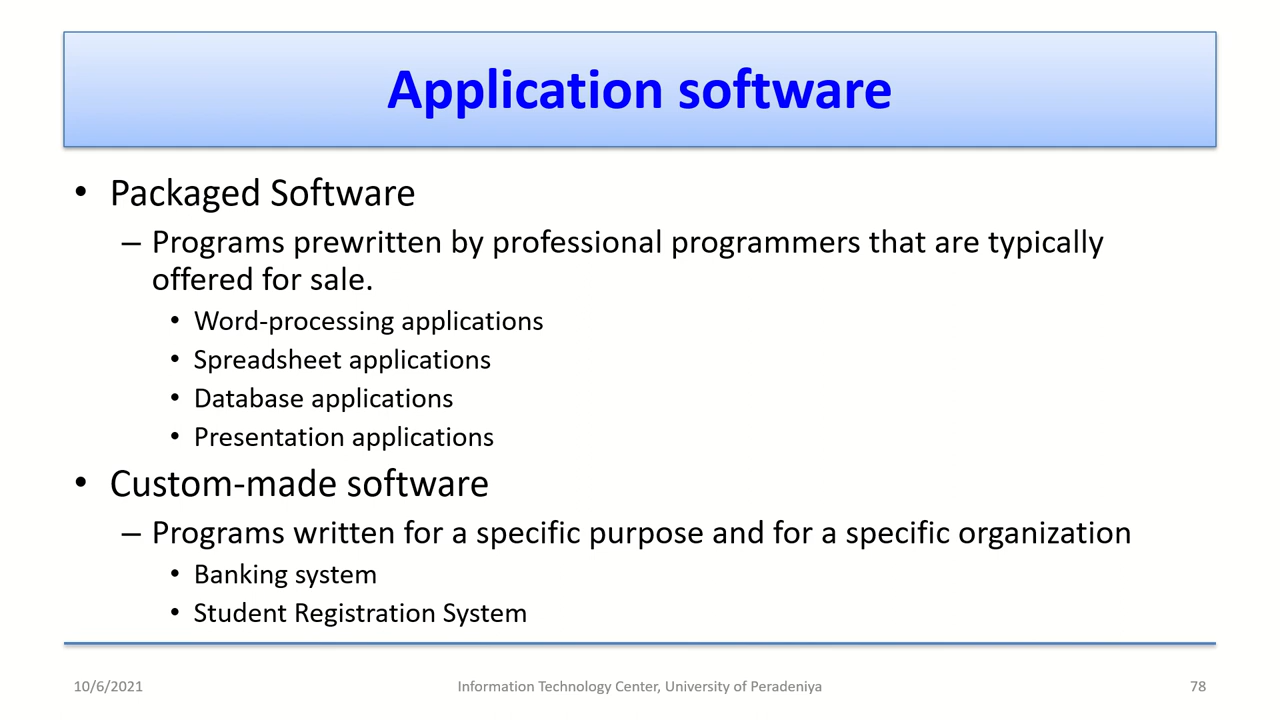 Application software
• Packaged Software
– Programs prewritten by professional programmers that are typically
offered for sale.
• Word-processing applications
• Spreadsheet applications
• Database applications
• Presentation applications
• Custom-made software
– Programs written for a specific purpose and for a specific organization
• Banking system
• Student Registration System
10/6/2021
Information Technology Center, University of Peradeniya
78